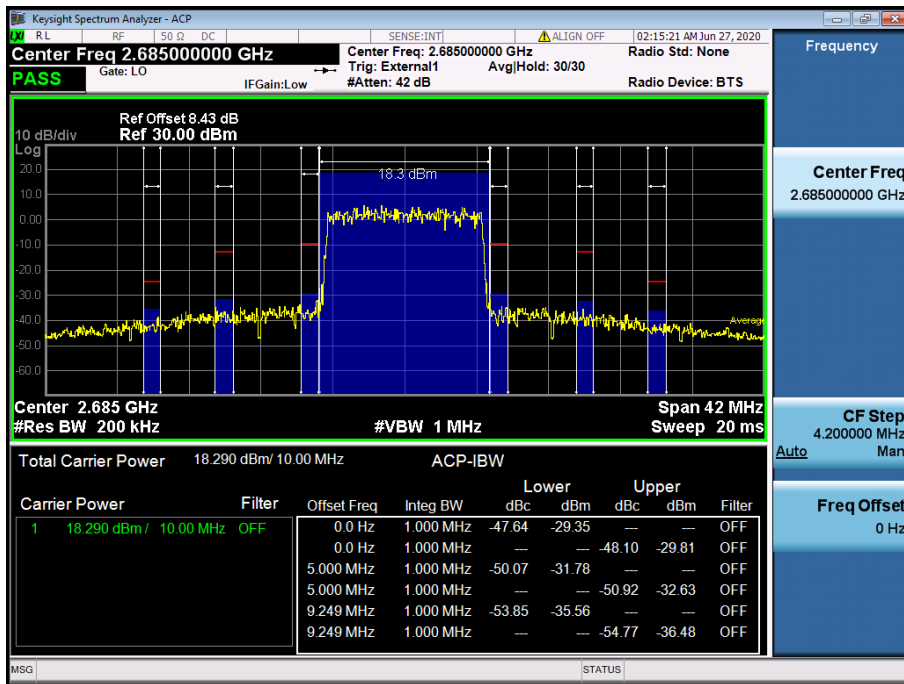 Keysight Spectrum Analyzer - ACP
LXI RL RF 50 Ω DC SENSE:INT ALIGN OFF 02:15:21 AM Jun 27, 2020
Center Freq 2.685000000 GHz
Center Freq: 2.685000000 GHz
Radio Std: None
Trig: External1 Avg|Hold: 30/30
PASS
Gate: LO
IFGain:Low
#Atten: 42 dB
Radio Device: BTS
Ref Offset 8.43 dB
10 dB/div Ref 30.00 dBm
Log
20.0
10.0
0.00
-10.0
-20.0
-30.0
-40.0
-50.0
-60.0
18.3 dBm
Average
Center 2.685 GHz Span 42 MHz
#Res BW 200 kHz #VBW 1 MHz Sweep 20 ms
Total Carrier Power 18.290 dBm/ 10.00 MHz ACP-IBW
Lower Upper
Carrier Power Filter Offset Freq Integ BW dBc dBm dBc dBm Filter
1 18.290 dBm / 10.00 MHz OFF
0.0 Hz 1.000 MHz -47.64 -29.35 --- --- OFF
0.0 Hz 1.000 MHz --- --- -48.10 -29.81 OFF
5.000 MHz 1.000 MHz -50.07 -31.78 --- --- OFF
5.000 MHz 1.000 MHz --- --- -50.92 -32.63 OFF
9.249 MHz 1.000 MHz -53.85 -35.56 --- --- OFF
9.249 MHz 1.000 MHz --- --- -54.77 -36.48 OFF
MSG STATUS
Frequency
Center Freq
2.685000000 GHz
CF Step
4.200000 MHz
Auto Man
Freq Offset
0 Hz